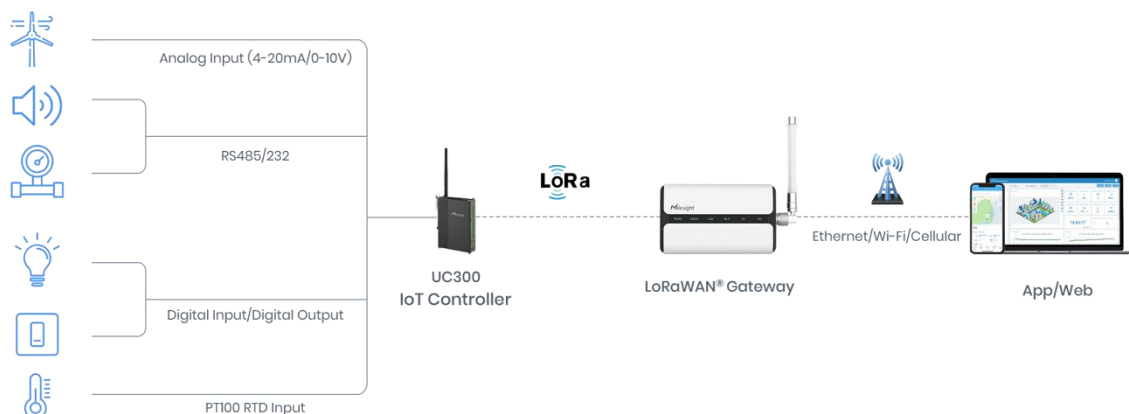 Analog Input (4-20mA/0-10V)
RS485/232
LoRa
Milesight
Ethernet/Wi-Fi/Cellular
UC300
IoT Controller
LoRaWAN® Gateway
App/Web
Digital Input/Digital Output
PT100 RTD Input